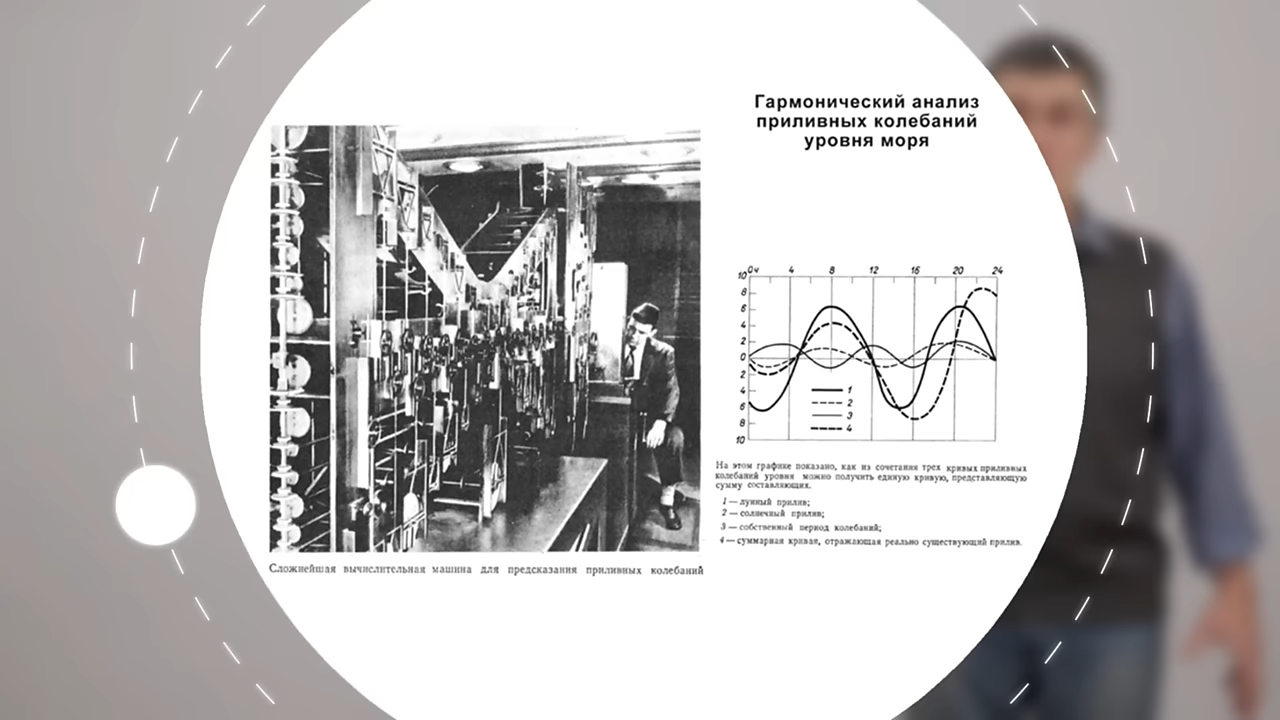 Гармонический анализ
приливных колебаний
уровня моря
0ч 4 8 12 16 20 24
10
8
6
4
2
0
2
4
6
8
10
1
2
3
4
На этом графике показано, как из сочетания трех кривых приливных
колебаний уровня можно получить единую кривую, представляющую
сумму составляющих.
1 — лунный прилив;
2 — солнечный прилив;
3 — собственный период колебаний;
4 — суммарная кривая, отражающая реально существующий прилив.
Сложнейшая вычислительная машина для предсказания приливных колебаний